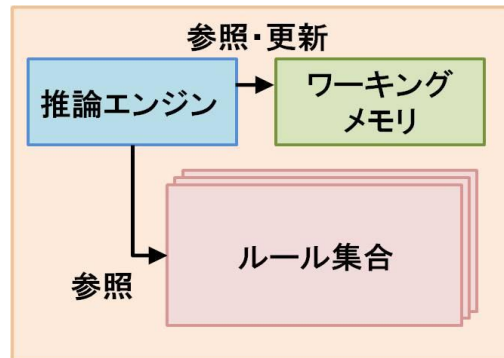 参照・更新
推論エンジン
ワーキング
メモリ
ルール集合
参照